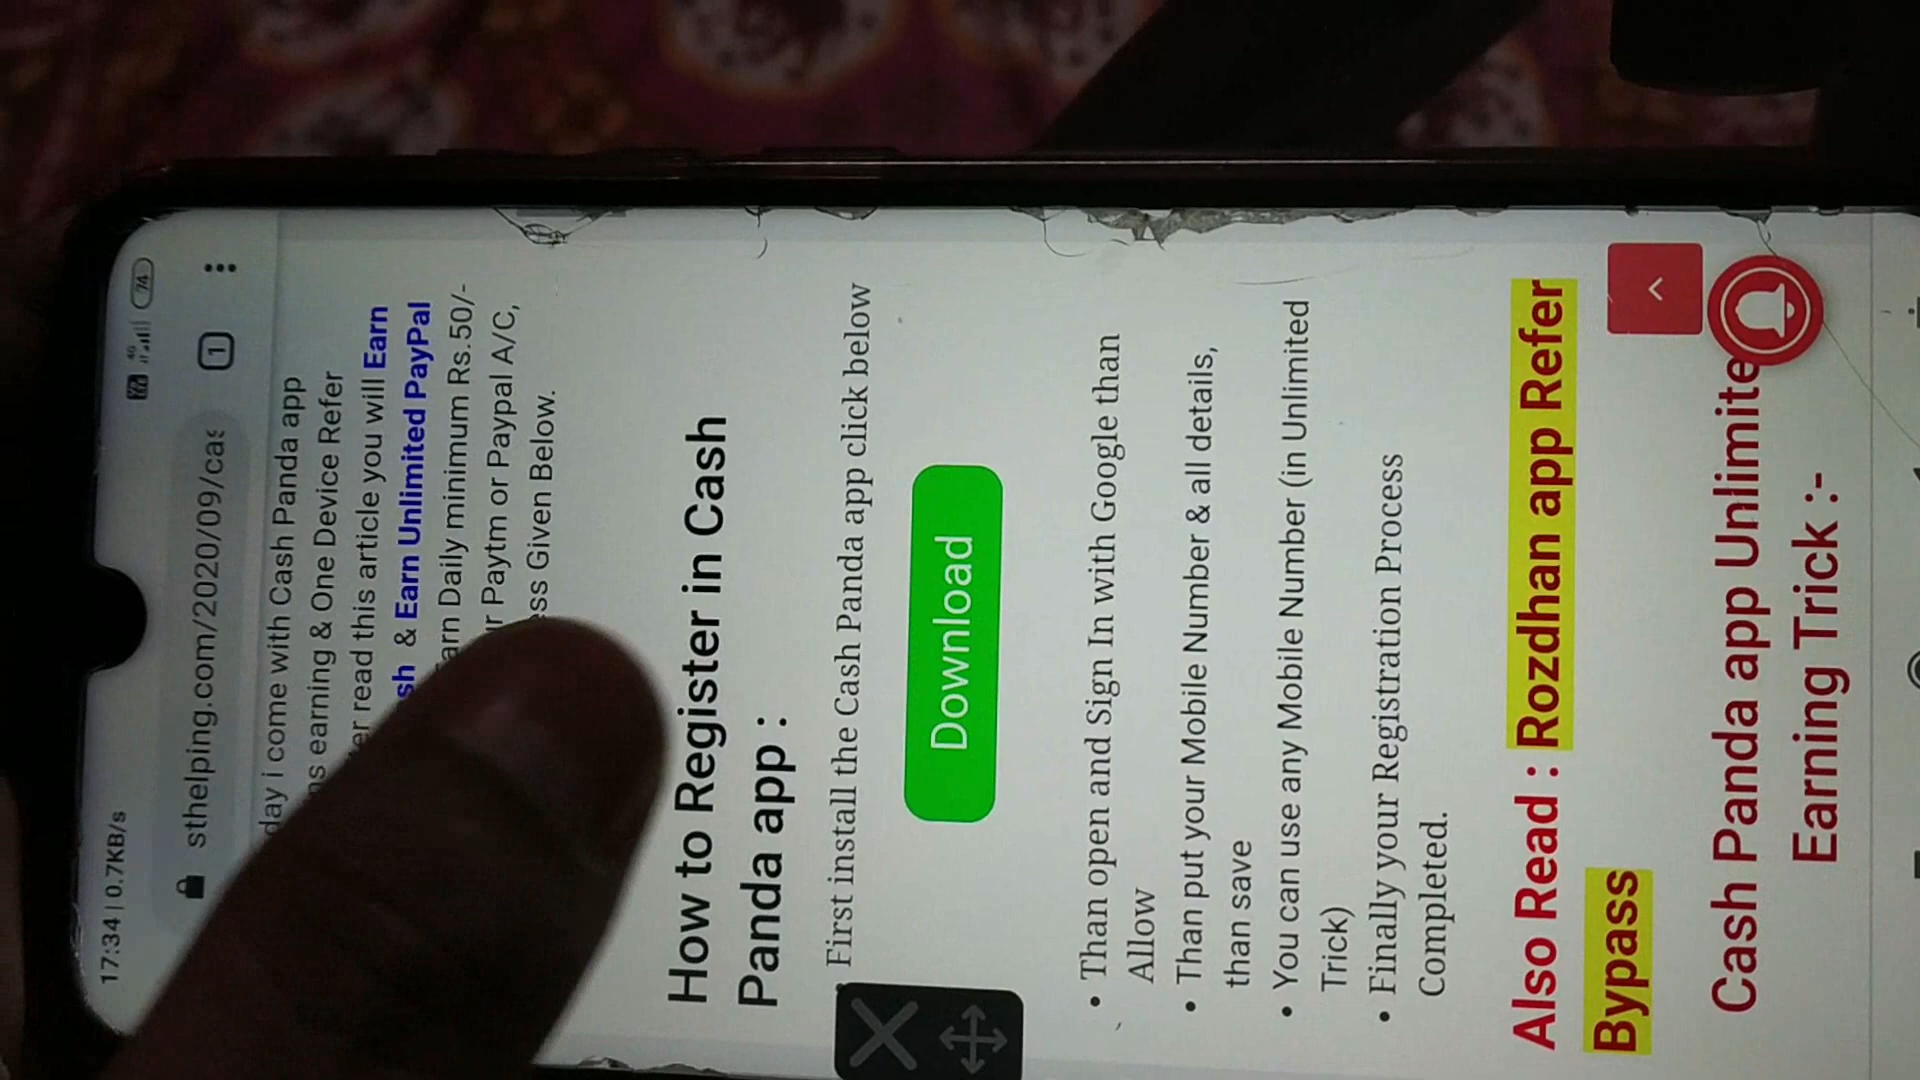 17:34 | 0.7KB/s
4G
74
sthelping.com/2020/09/cas
1
day i come with Cash Panda app
earning & One Device Refer
read this article you will Earn
& Earn Unlimited PayPal
Earn Daily minimum Rs.50/-
Paytm or Paypal A/C,
Given Below.
How to Register in Cash
Panda app :
First install the Cash Panda app click below
Download
• Than open and Sign In with Google than
Allow
• Than put your Mobile Number & all details,
than save
• You can use any Mobile Number (in Unlimited
Trick)
• Finally your Registration Process
Completed.
Also Read : Rozdhan app Refer
Bypass
Cash Panda app Unlimite
Earning Trick :-